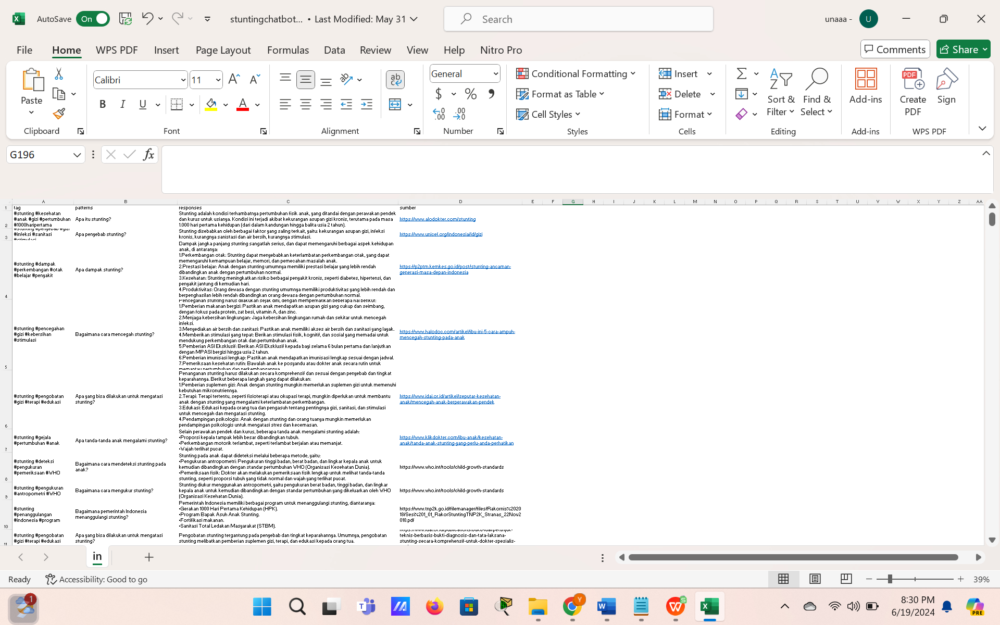 AutoSave On stuntingchatbot... • Last Modified: May 31 Search unaaa - U
File Home WPS PDF Insert Page Layout Formulas Data Review View Help Nitro Pro Comments Share
Paste Calibri 11 General Conditional Formatting Format as Table Cell Styles Insert Delete Format Sort & Filter Find & Select Add-ins Create PDF Sign
Clipboard Font Alignment Number Styles Cells Editing Add-ins WPS PDF
G196 fx
A B C D E F G H I J K L M N O P Q R S T U V W X Y Z AA
1 tag patterns responses sumber
2 #stunting #kesehatan
#anak #gizi #pertumbuhan
#1000haripertama
Apa itu stunting?
Stunting adalah kondisi terhambatnya pertumbuhan fisik anak, yang ditandai dengan perawakan pendek
dan kurus untuk usianya. Kondisi ini terjadi akibat kekurangan asupan gizi kronis, terutama pada masa
1.000 hari pertama kehidupan (dari dalam kandungan hingga balita usia 2 tahun).
https://www.alodokter.com/stunting
3 #stunting #penyebab #gizi
#infeksi #sanitasi
#stimulasi
Apa penyebab stunting?
Stunting disebabkan oleh berbagai faktor yang saling terkait, yaitu: kekurangan asupan gizi, infeksi
kronis, kurangnya sanistasi dan air bersih, kurangnya stimulasi.
https://www.unicef.org/indonesia/id/gizi
4 #stunting #dampak
#perkembangan #otak
#belajar #penyakit
Apa dampak stunting?
Dampak jangka panjang stunting sangatlah serius, dan dapat memengaruhi berbagai aspek kehidupan
anak, di antaranya:
1.Perkembangan otak: Stunting dapat menyebabkan keterlambatan perkembangan otak, yang dapat
memengaruhi kemampuan belajar, memori, dan pemecahan masalah anak.
2.Prestasi belajar: Anak dengan stunting umumnya memiliki prestasi belajar yang lebih rendah
dibandingkan anak dengan pertumbuhan normal.
3.Kesehatan: Stunting meningkatkan risiko berbagai penyakit kronis, seperti diabetes, hipertensi, dan
penyakit jantung di kemudian hari.
4.Produktivitas: Orang dewasa dengan stunting umumnya memiliki produktivitas yang lebih rendah dan
berpenghasilan lebih rendah dibandingkan orang dewasa dengan pertumbuhan normal.
https://p2ptm.kemkes.go.id/post/stunting-ancaman-
generasi-masa-depan-indonesia
5 #stunting #pencegahan
#gizi #kebersihan
#stimulasi
Bagaimana cara mencegah stunting?
Pencegahan stunting harus dilakukan sejak dini, dengan memperhatikan beberapa hal berikut:
1.Pemberian makanan bergizi: Pastikan anak mendapatkan asupan gizi yang cukup dan seimbang,
dengan fokus pada protein, zat besi, vitamin A, dan zinc.
2.Menjaga kebersihan lingkungan: Jaga kebersihan lingkungan rumah dan sekitar untuk mencegah
infeksi.
3.Menyediakan air bersih dan sanitasi: Pastikan anak memiliki akses air bersih dan sanitasi yang layak.
4.Memberikan stimulasi yang tepat: Berikan stimulasi fisik, kognitif, dan sosial yang memadai untuk
mendukung perkembangan otak dan pertumbuhan anak.
5.Pemberian ASI Eksklusif: Berikan ASI Eksklusif kepada bayi selama 6 bulan pertama dan lanjutkan
dengan MPASI bergizi hingga usia 2 tahun.
6.Pemberian imunisasi lengkap: Pastikan anak mendapatkan imunisasi lengkap sesuai dengan jadwal.
7.Pemeriksaan kesehatan rutin: Bawalah anak ke posyandu atau dokter anak secara rutin untuk
memantau pertumbuhan dan perkembangannya.
https://www.halodoc.com/artikel/ibu-ini-5-cara-ampuh-
mencegah-stunting-pada-anak
6 #stunting #pengobatan
#gizi #terapi #edukasi
Apa yang bisa dilakukan untuk mengatasi
stunting?
Penanganan stunting harus dilakukan secara komprehensif dan sesuai dengan penyebab dan tingkat
keparahannya. Berikut beberapa langkah yang dapat dilakukan:
1.Pemberian suplemen gizi: Anak dengan stunting mungkin memerlukan suplemen gizi untuk memenuhi
kebutuhan mikronutriennya.
2.Terapi: Terapi tertentu, seperti fisioterapi atau okupasi terapi, mungkin diperlukan untuk membantu
anak dengan stunting yang mengalami keterlambatan perkembangan.
3.Edukasi: Edukasi kepada orang tua dan pengasuh tentang pentingnya gizi, sanitasi, dan stimulasi
untuk mencegah dan mengatasi stunting.
4.Pendampingan psikologis: Anak dengan stunting dan orang tuanya mungkin memerlukan
pendampingan psikologis untuk mengatasi stres dan kecemasan.
https://www.idai.or.id/artikel/seputar-kesehatan-
anak/mencegah-anak-berperawakan-pendek
7 #stunting #gejala
#pertumbuhan #anak
Apa tanda-tanda anak mengalami stunting?
Selain perawakan pendek dan kurus, beberapa tanda anak mengalami stunting adalah:
•Proporsi kepala tampak lebih besar dibandingkan tubuh.
•Perkembangan motorik terlambat, seperti terlambat berjalan atau memanjat.
•Wajah terlihat pucat.
https://www.klikdokter.com/ibu-anak/kesehatan-
anak/tanda-anak-stunting-yang-perlu-anda-perhatikan
8 #stunting #deteksi
#pengukuran
#pemeriksaan #WHO
Bagaimana cara mendeteksi stunting pada
anak?
Stunting pada anak dapat dideteksi melalui beberapa metode, yaitu:
•Pengukuran antropometri: Pengukuran tinggi badan, berat badan, dan lingkar kepala anak untuk
kemudian dibandingkan dengan standar pertumbuhan WHO (Organisasi Kesehatan Dunia).
•Pemeriksaan fisik: Dokter akan melakukan pemeriksaan fisik lengkap untuk melihat tanda-tanda
stunting, seperti proporsi tubuh yang tidak normal dan wajah yang terlihat pucat.
https://www.who.int/tools/child-growth-standards
9 #stunting #pengukuran
#antropometri #WHO
Bagaimana cara mengukur stunting?
Stunting diukur menggunakan antropometri, yaitu pengukuran berat badan, tinggi badan, dan lingkar
kepala anak untuk kemudian dibandingkan dengan standar pertumbuhan yang dikeluarkan oleh WHO
(Organisasi Kesehatan Dunia).
https://www.who.int/tools/child-growth-standards
10 #stunting
#penanggulangan
#indonesia #program
Bagaimana pemerintah Indonesia
menanggulangi stunting?
Pemerintah Indonesia memiliki berbagai program untuk menanggulangi stunting, diantaranya:
•Gerakan 1000 Hari Pertama Kehidupan (HPK).
•Program Bapak Asuh Anak Stunting.
•Fortifikasi makanan.
•Sanitasi Total Ledakan Masyarakat (STBM).
https://www.tnp2k.go.id/filemanager/files/Rakornis%2020
18/Sesi%201_01_RakorStuntingTNP2K_Stranas_22Nov2
018.pdf
11 #stunting #pengobatan
#gizi #terapi #edukasi
Apa yang bisa dilakukan untuk mengatasi
stunting?
Pengobatan stunting tergantung pada penyebab dan tingkat keparahannya. Umumnya, pengobatan
stunting melibatkan pemberian suplemen gizi, terapi, dan edukasi kepada orang tua.
https://www.idai.or.id/publications/buku-idai/petunjuk-
teknis-berbasis-bukti-diagnosis-dan-tata-laksana-
stunting-secara-komprehensif-untuk-dokter-spesialis-
in
Ready Accessibility: Good to go 39%
1 8:30 PM
6/19/2024 PRE